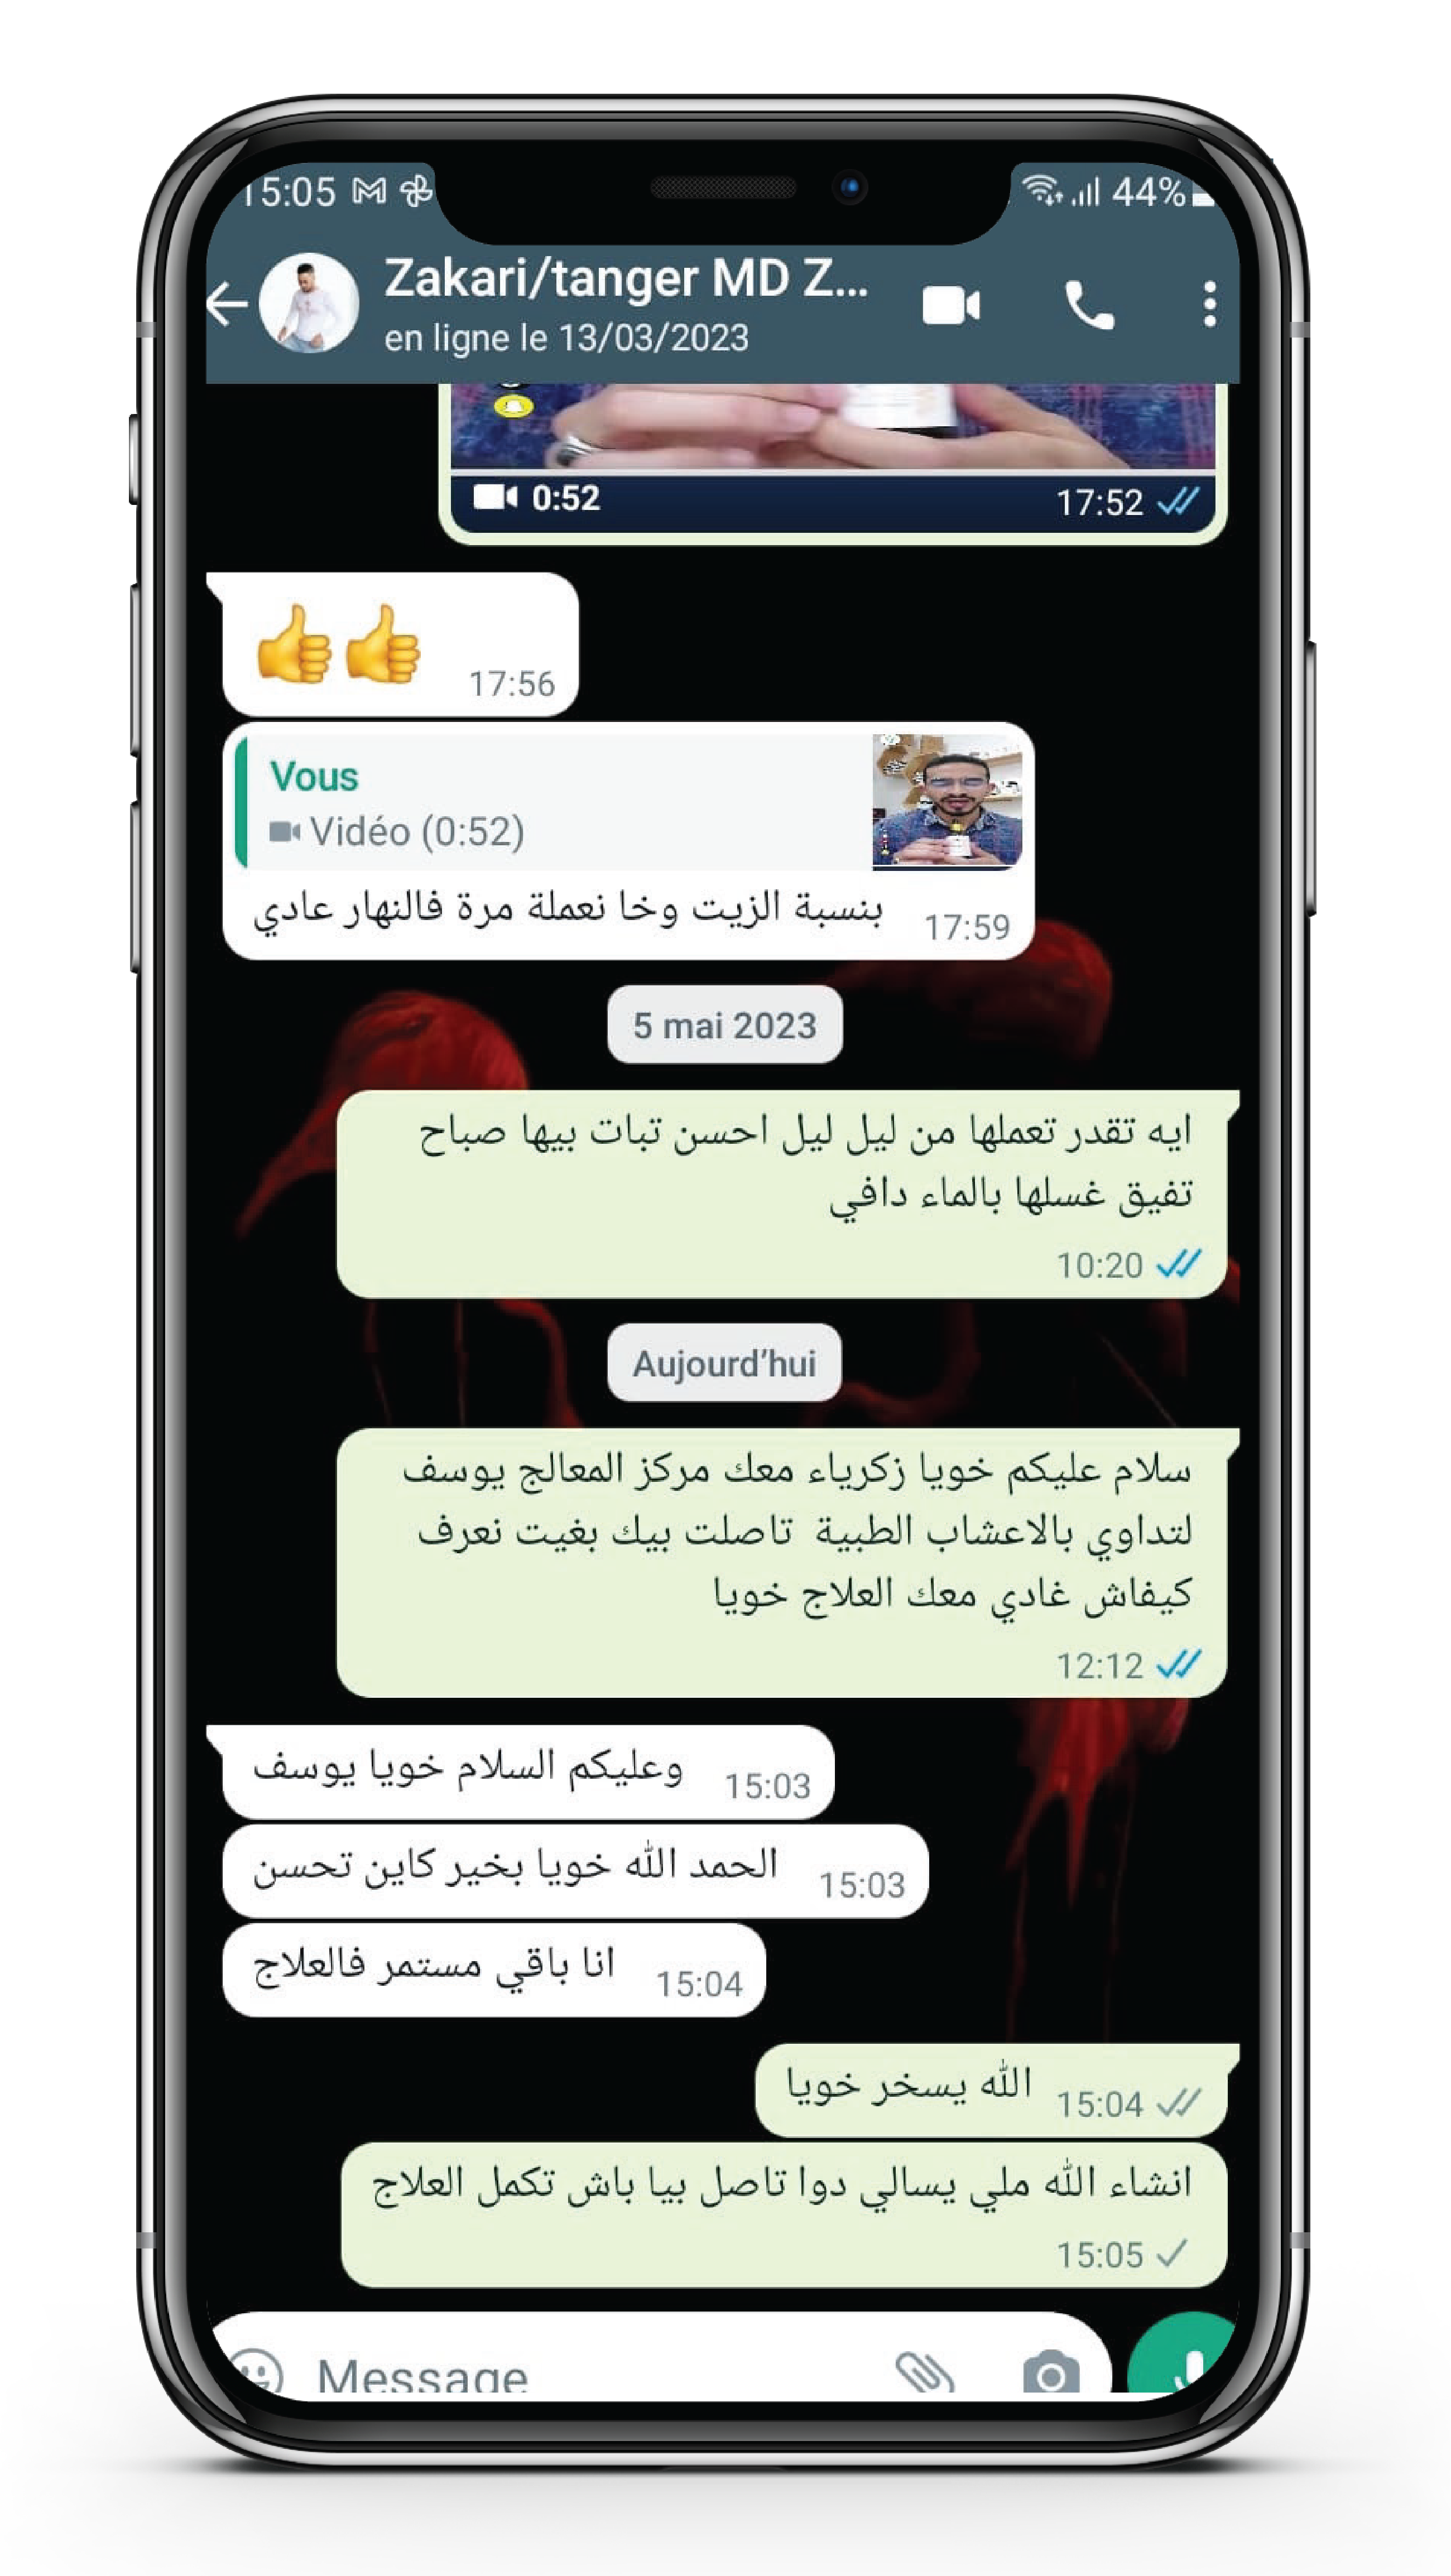 15:05
44%
Zakari/tanger MD Z...
en ligne le 13/03/2023
0:52
17:52
17:56
Vous
Vidéo (0:52)
بنسبة الزيت وخا نعملة مرة فالنهار عادي
17:59
5 mai 2023
ايه تقدر تعملها من ليل ليل احسن تبات بيها صباح
تفيق غسلها بالماء دافي
10:20
Aujourd’hui
سلام عليكم خويا زكرياء معك مركز المعالج يوسف
لتداوي بالاعشاب الطبية تاصلت بيك بغيت نعرف
كيفاش غادي معك العلاج خويا
12:12
وعليكم السلام خويا يوسف
15:03
الحمد الله خويا بخير كاين تحسن
15:03
انا باقي مستمر فالعلاج
15:04
الله يسخر خويا
15:04
انشاء الله ملي يسالي دوا تاصل بيا باش تكمل العلاج
15:05
Message